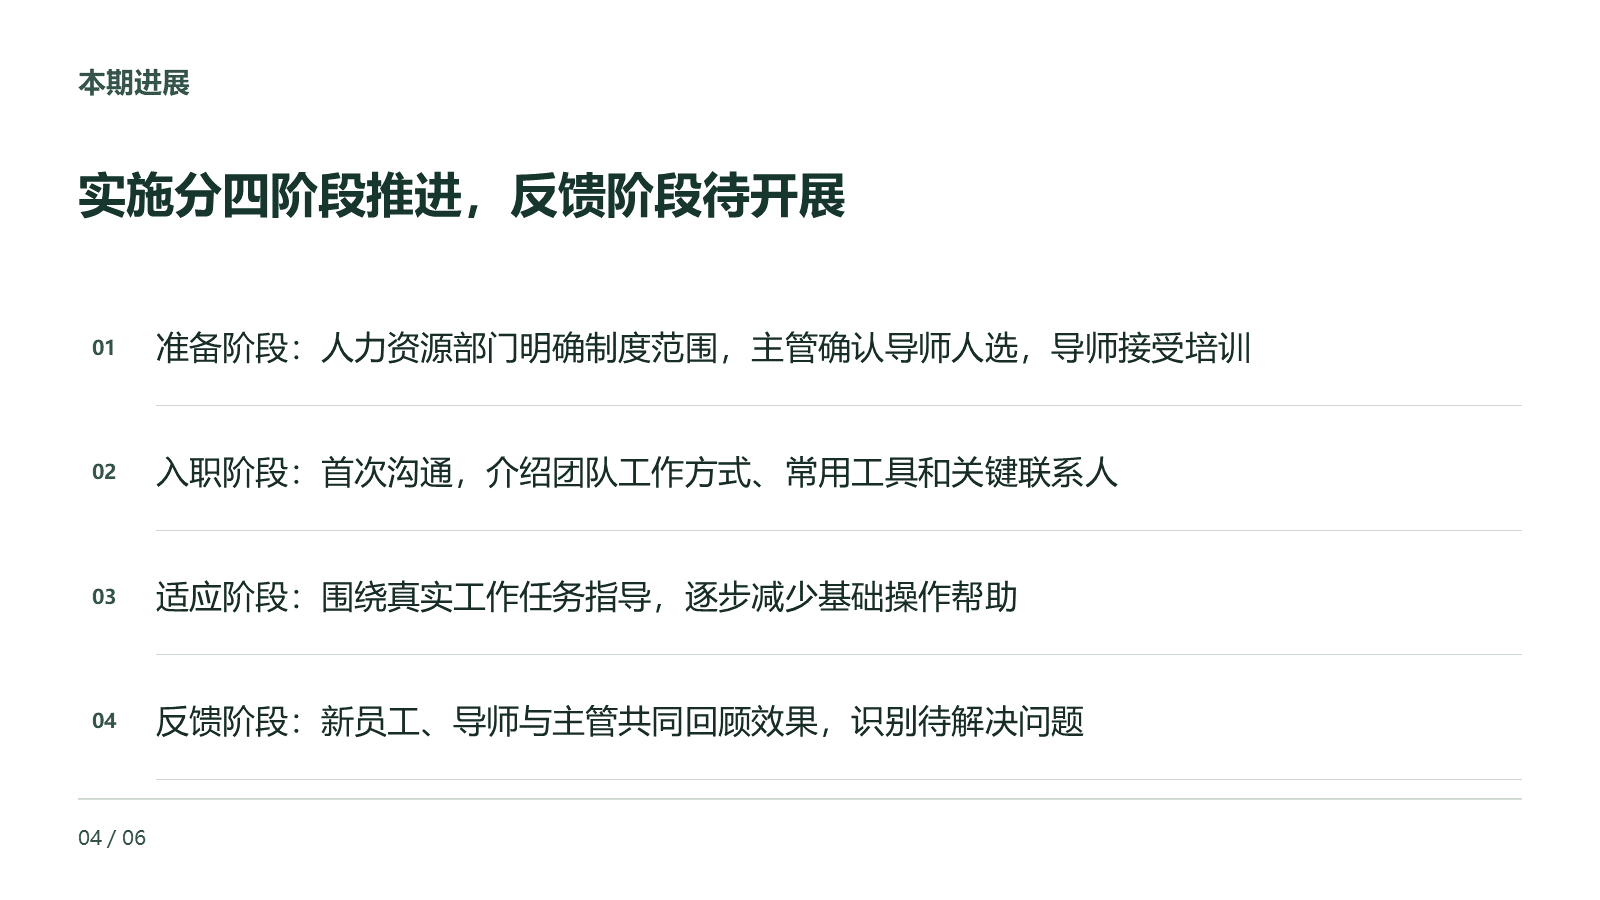 本期进展
实施分四阶段推进，反馈阶段待开展
01 准备阶段：人力资源部门明确制度范围，主管确认导师人选，导师接受培训
02 入职阶段：首次沟通，介绍团队工作方式、常用工具和关键联系人
03 适应阶段：围绕真实工作任务指导，逐步减少基础操作帮助
04 反馈阶段：新员工、导师与主管共同回顾效果，识别待解决问题
04 / 06